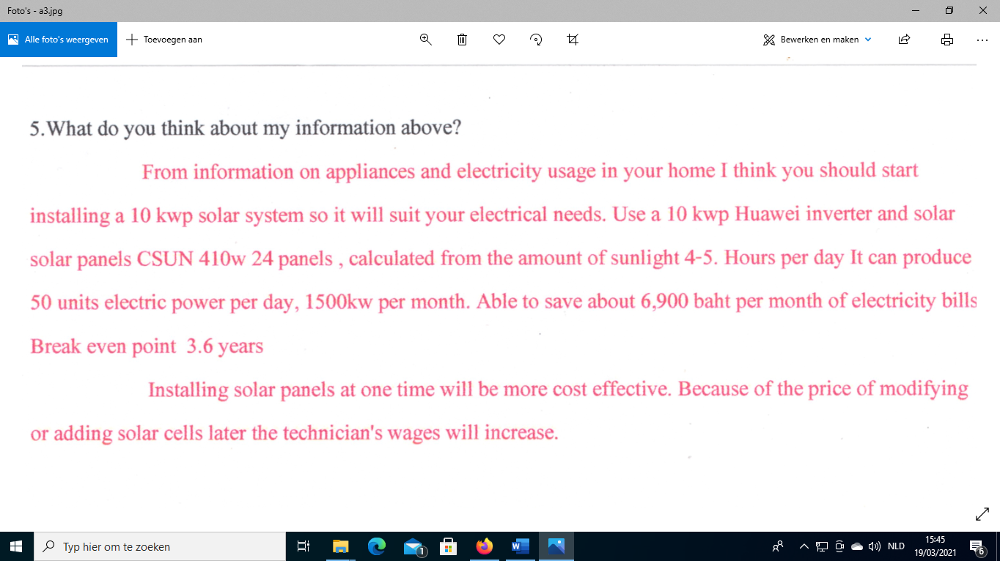 Foto's - a3.jpg
Alle foto's weergeven
Toevoegen aan
Bewerken en maken
5.What do you think about my information above?
From information on appliances and electricity usage in your home I think you should start
installing a 10 kwp solar system so it will suit your electrical needs. Use a 10 kwp Huawei inverter and solar
solar panels CSUN 410w 24 panels , calculated from the amount of sunlight 4-5. Hours per day It can produce
50 units electric power per day, 1500kw per month. Able to save about 6,900 baht per month of electricity bills
Break even point 3.6 years
Installing solar panels at one time will be more cost effective. Because of the price of modifying
or adding solar cells later the technician's wages will increase.
Typ hier om te zoeken
1
NLD
15:45
19/03/2021
6